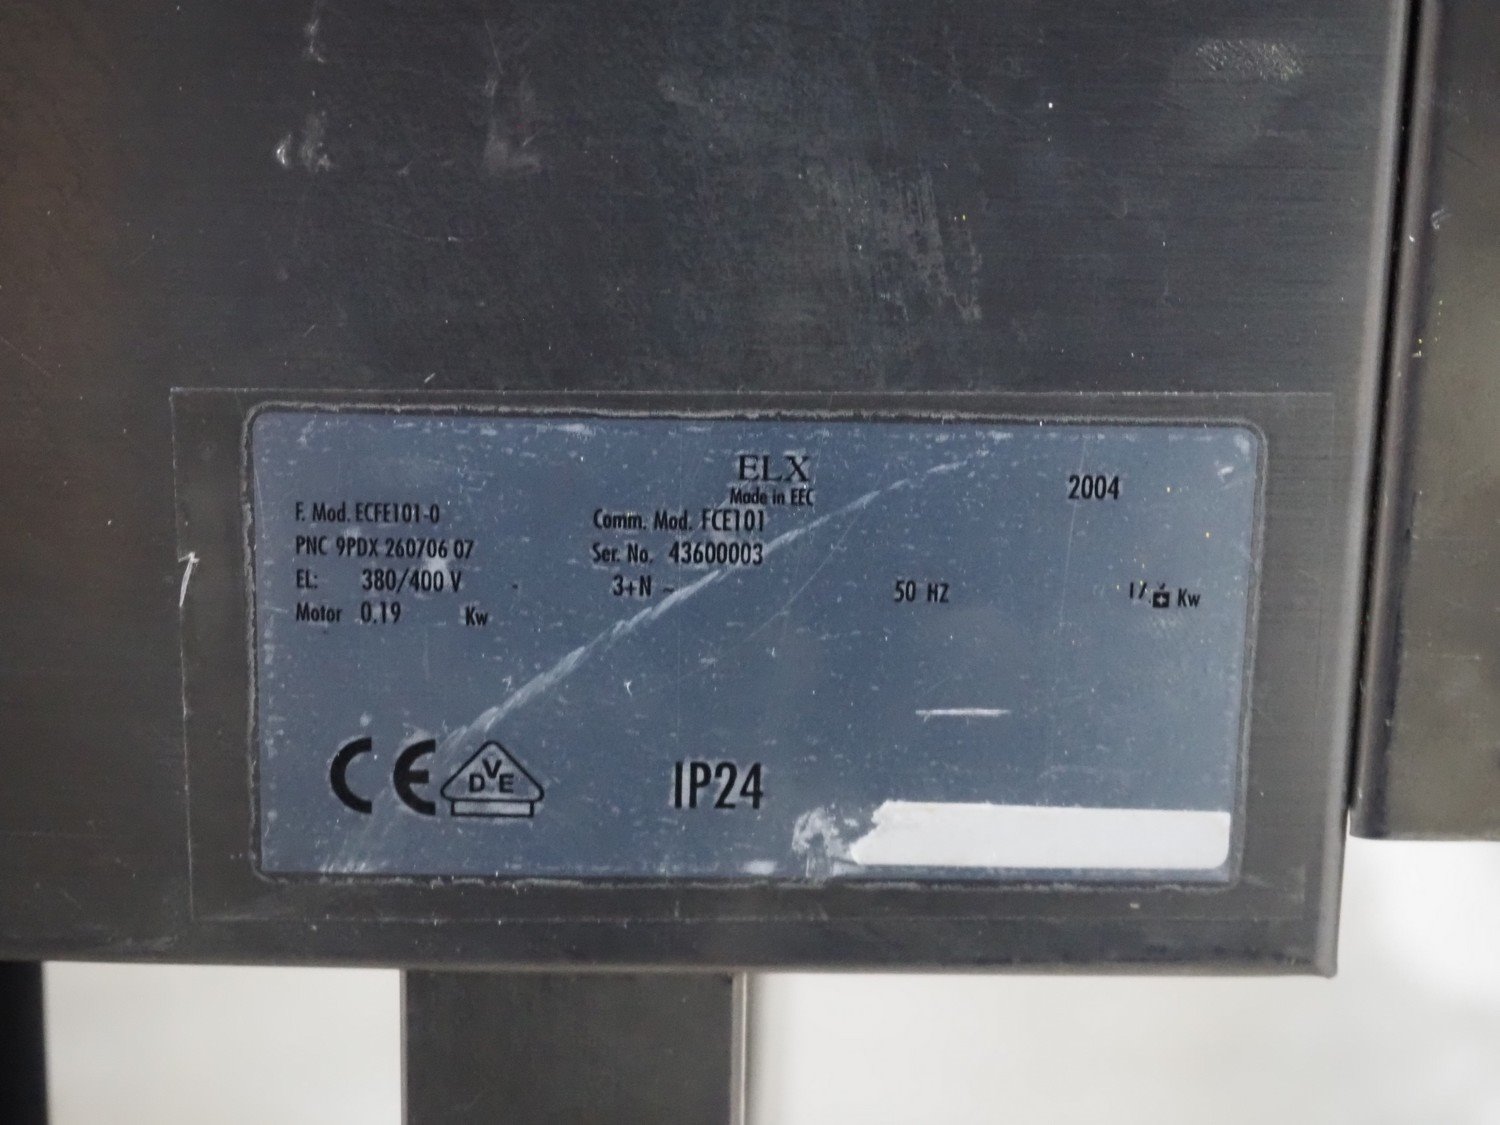 ELX
Made in EEC
2004
F. Mod. ECFE101-0
Comm. Mod. FCE101
PNC 9PDX 260706 07
Ser. No. 43600003
EL: 380/400 V
3+N ~
50 HZ
Kw
Motor 0.19 Kw
CE
DVE
IP24